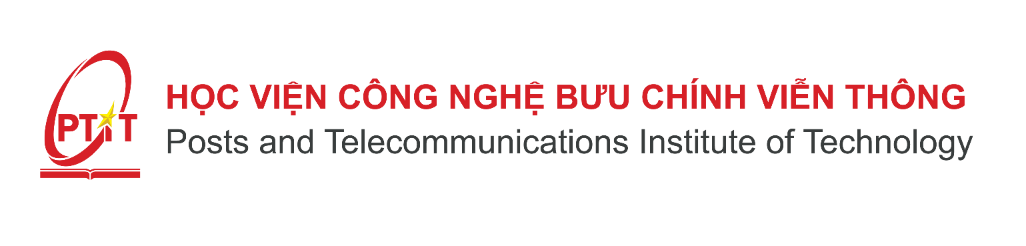 PTiT
HỌC VIỆN CÔNG NGHỆ BƯU CHÍNH VIỄN THÔNG
Posts and Telecommunications Institute of Technology